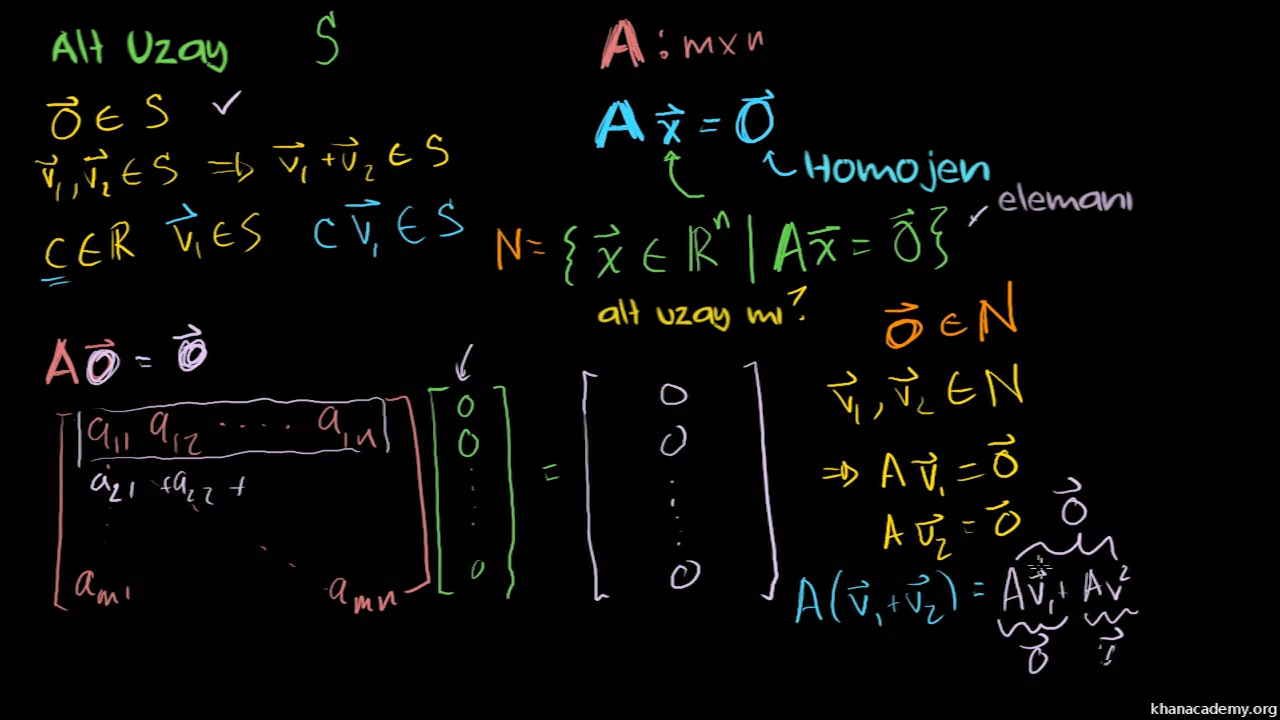 Alt Uzay S
0⃗ ∈ S ✓
v⃗₁, v⃗₂ ∈ S ⇒ v⃗₁ + v⃗₂ ∈ S
c ∈ ℝ v⃗₁ ∈ S c v⃗₁ ∈ S
A : m×n
A x⃗ = 0⃗
Homojen
elemanı
N = { x⃗ ∈ ℝⁿ | A x⃗ = 0⃗ }
alt uzay mı?
A 0⃗ = 0⃗
a₁₁ a₁₂ ····· a₁ₙ 0 0
a₂₁ + a₂₂ + 0 = 0
aₘ₁ aₘₙ 0 0
0⃗ ∈ N
v⃗₁, v⃗₂ ∈ N
⇒ A v⃗₁ = 0⃗
A v⃗₂ = 0⃗
0⃗
A(v⃗₁ + v⃗₂) = A v⃗₁ + A v²
0⃗
khanacademy.org